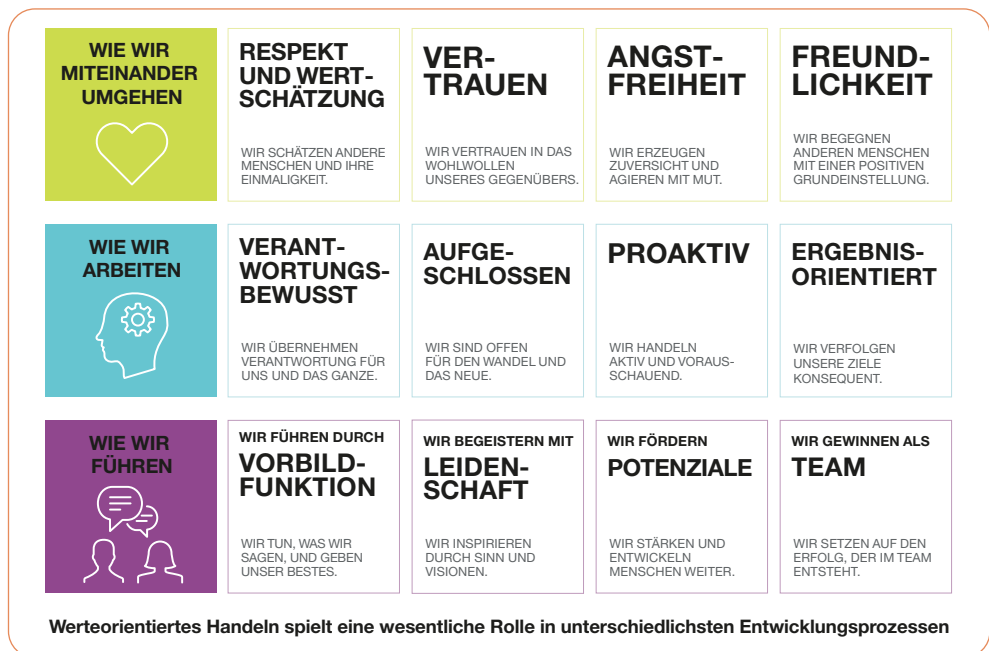 WIE WIR
MITEINANDER
UMGEHEN
RESPEKT
UND WERT-
SCHÄTZUNG
WIR SCHÄTZEN ANDERE
MENSCHEN UND IHRE
EINMALIGKEIT.
VER-
TRAUEN
WIR VERTRAUEN IN DAS
WOHLWOLLEN
UNSERES GEGENÜBERS.
ANGST-
FREIHEIT
WIR ERZEUGEN
ZUVERSICHT UND
AGIEREN MIT MUT.
FREUND-
LICHKEIT
WIR BEGEGNEN
ANDEREN MENSCHEN
MIT EINER POSITIVEN
GRUNDEINSTELLUNG.
WIE WIR
ARBEITEN
VERANT-
WORTUNGS-
BEWUSST
WIR ÜBERNEHMEN
VERANTWORTUNG FÜR
UNS UND DAS GANZE.
AUFGE-
SCHLOSSEN
WIR SIND OFFEN
FÜR DEN WANDEL UND
DAS NEUE.
PROAKTIV
WIR HANDELN
AKTIV UND VORAUS-
SCHAUEND.
ERGEBNIS-
ORIENTIERT
WIR VERFOLGEN
UNSERE ZIELE
KONSEQUENT.
WIE WIR
FÜHREN
WIR FÜHREN DURCH
VORBILD-
FUNKTION
WIR TUN, WAS WIR
SAGEN, UND GEBEN
UNSER BESTES.
WIR BEGEISTERN MIT
LEIDEN-
SCHAFT
WIR INSPIRIEREN
DURCH SINN UND
VISIONEN.
WIR FÖRDERN
POTENZIALE
WIR STÄRKEN UND
ENTWICKELN
MENSCHEN WEITER.
WIR GEWINNEN ALS
TEAM
WIR SETZEN AUF DEN
ERFOLG, DER IM TEAM
ENTSTEHT.
Werteorientiertes Handeln spielt eine wesentliche Rolle in unterschiedlichsten Entwicklungsprozessen